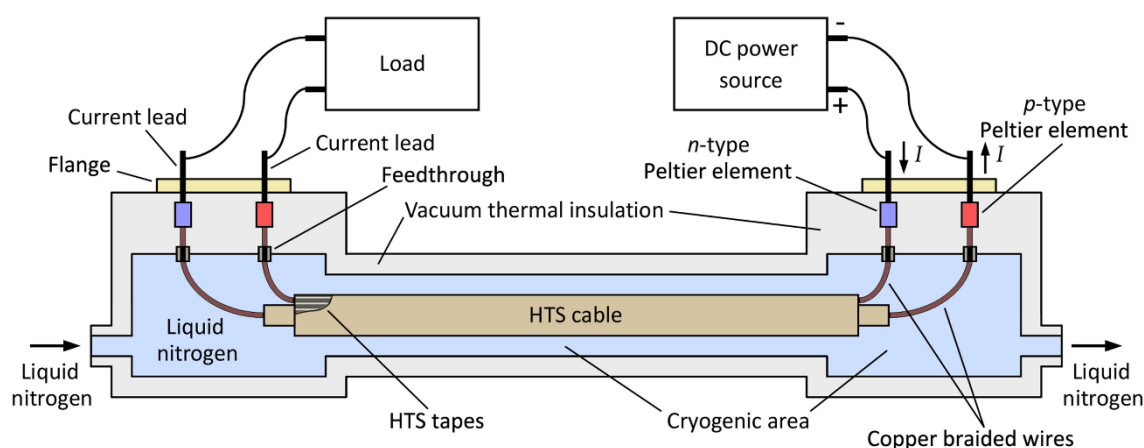 Load
DC power
source
-
+
Current lead
Flange
Current lead
Feedthrough
Vacuum thermal insulation
n-type
Peltier element
I
I
p-type
Peltier element
Liquid
nitrogen
HTS cable
Liquid
nitrogen
HTS tapes
Cryogenic area
Liquid
nitrogen
Copper braided wires